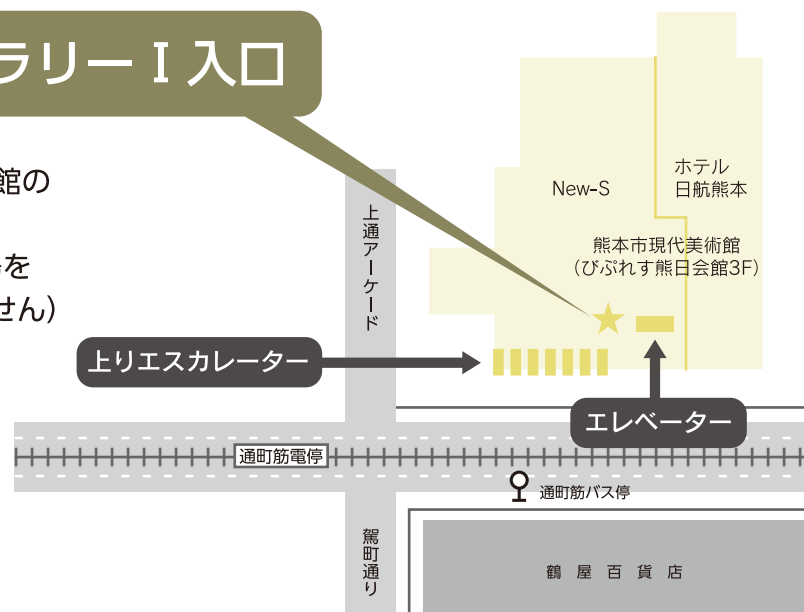 ラリーⅠ入口
館の
を
せん)
New-S
ホテル
日航熊本
熊本市現代美術館
(びぷれす熊日会館3F)
上通アーケード
上りエスカレーター
エレベーター
通町筋電停
通町筋バス停
駕町通り
鶴屋百貨店